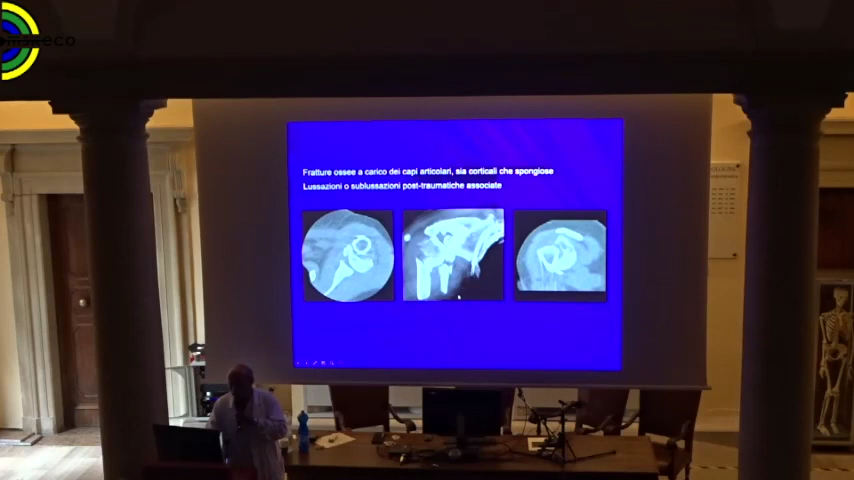 Fratture ossee a carico dei capi articolari, sia corticali che spongiose
Lussazioni o sublussazioni post-traumatiche associate